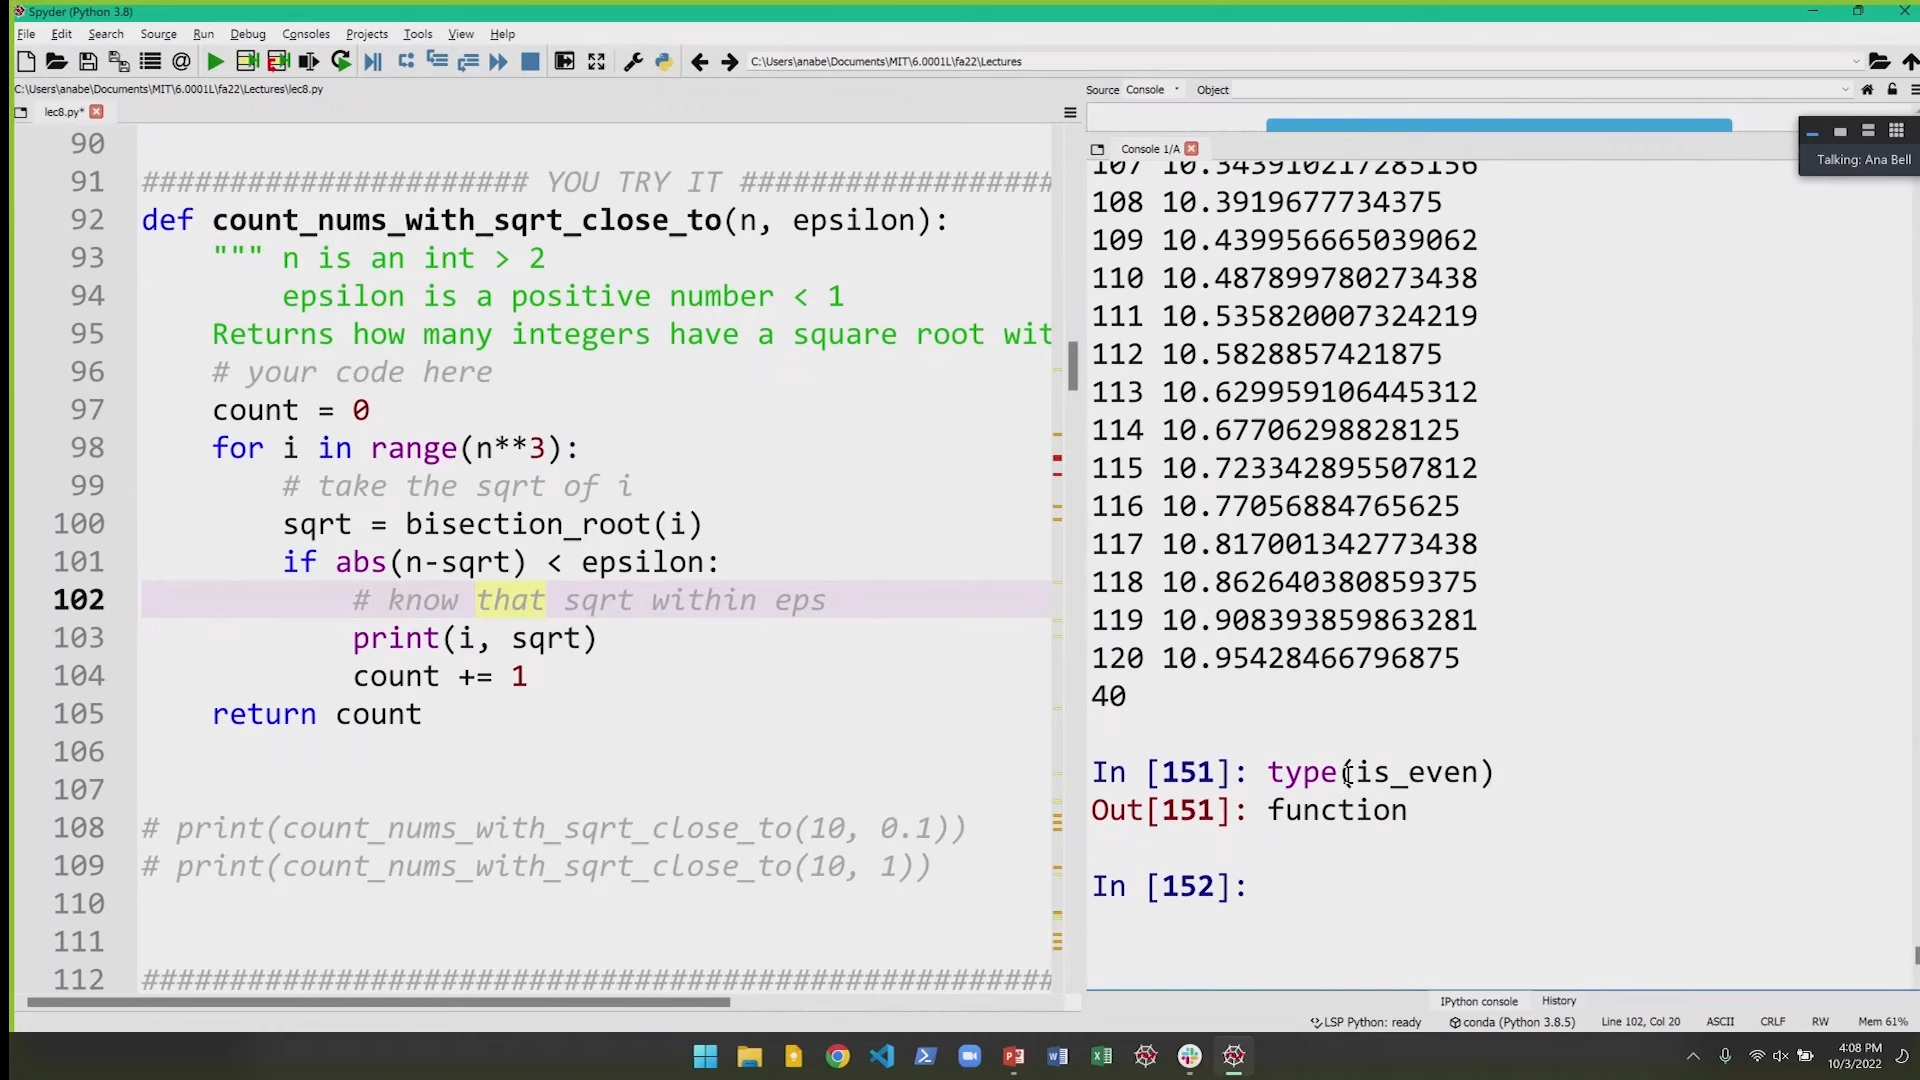 Spyder (Python 3.8)
File Edit Search Source Run Debug Consoles Projects Tools View Help
C:\Users\anabe\Documents\MIT\6.0001L\fa22\Lectures
C:\Users\anabe\Documents\MIT\6.0001L\fa22\Lectures\lec8.py
lec8.py*
90
91 ###################### YOU TRY IT ##################
92 def count_nums_with_sqrt_close_to(n, epsilon):
93 """ n is an int > 2
94 epsilon is a positive number < 1
95 Returns how many integers have a square root wit
96 # your code here
97 count = 0
98 for i in range(n**3):
99 # take the sqrt of i
100 sqrt = bisection_root(i)
101 if abs(n-sqrt) < epsilon:
102 # know that sqrt within eps
103 print(i, sqrt)
104 count += 1
105 return count
106
107
108 # print(count_nums_with_sqrt_close_to(10, 0.1))
109 # print(count_nums_with_sqrt_close_to(10, 1))
110
111
112 ####################################################
Source Console Object
Talking: Ana Bell
Console 1/A
107 10.343910217285156
108 10.3919677734375
109 10.439956665039062
110 10.487899780273438
111 10.535820007324219
112 10.5828857421875
113 10.629959106445312
114 10.67706298828125
115 10.723342895507812
116 10.77056884765625
117 10.817001342773438
118 10.862640380859375
119 10.908393859863281
120 10.95428466796875
40
In [151]: type(is_even)
Out[151]: function
In [152]:
IPython console History
LSP Python: ready conda (Python 3.8.5) Line 102, Col 20 ASCII CRLF RW Mem 61%
4:08 PM
10/3/2022